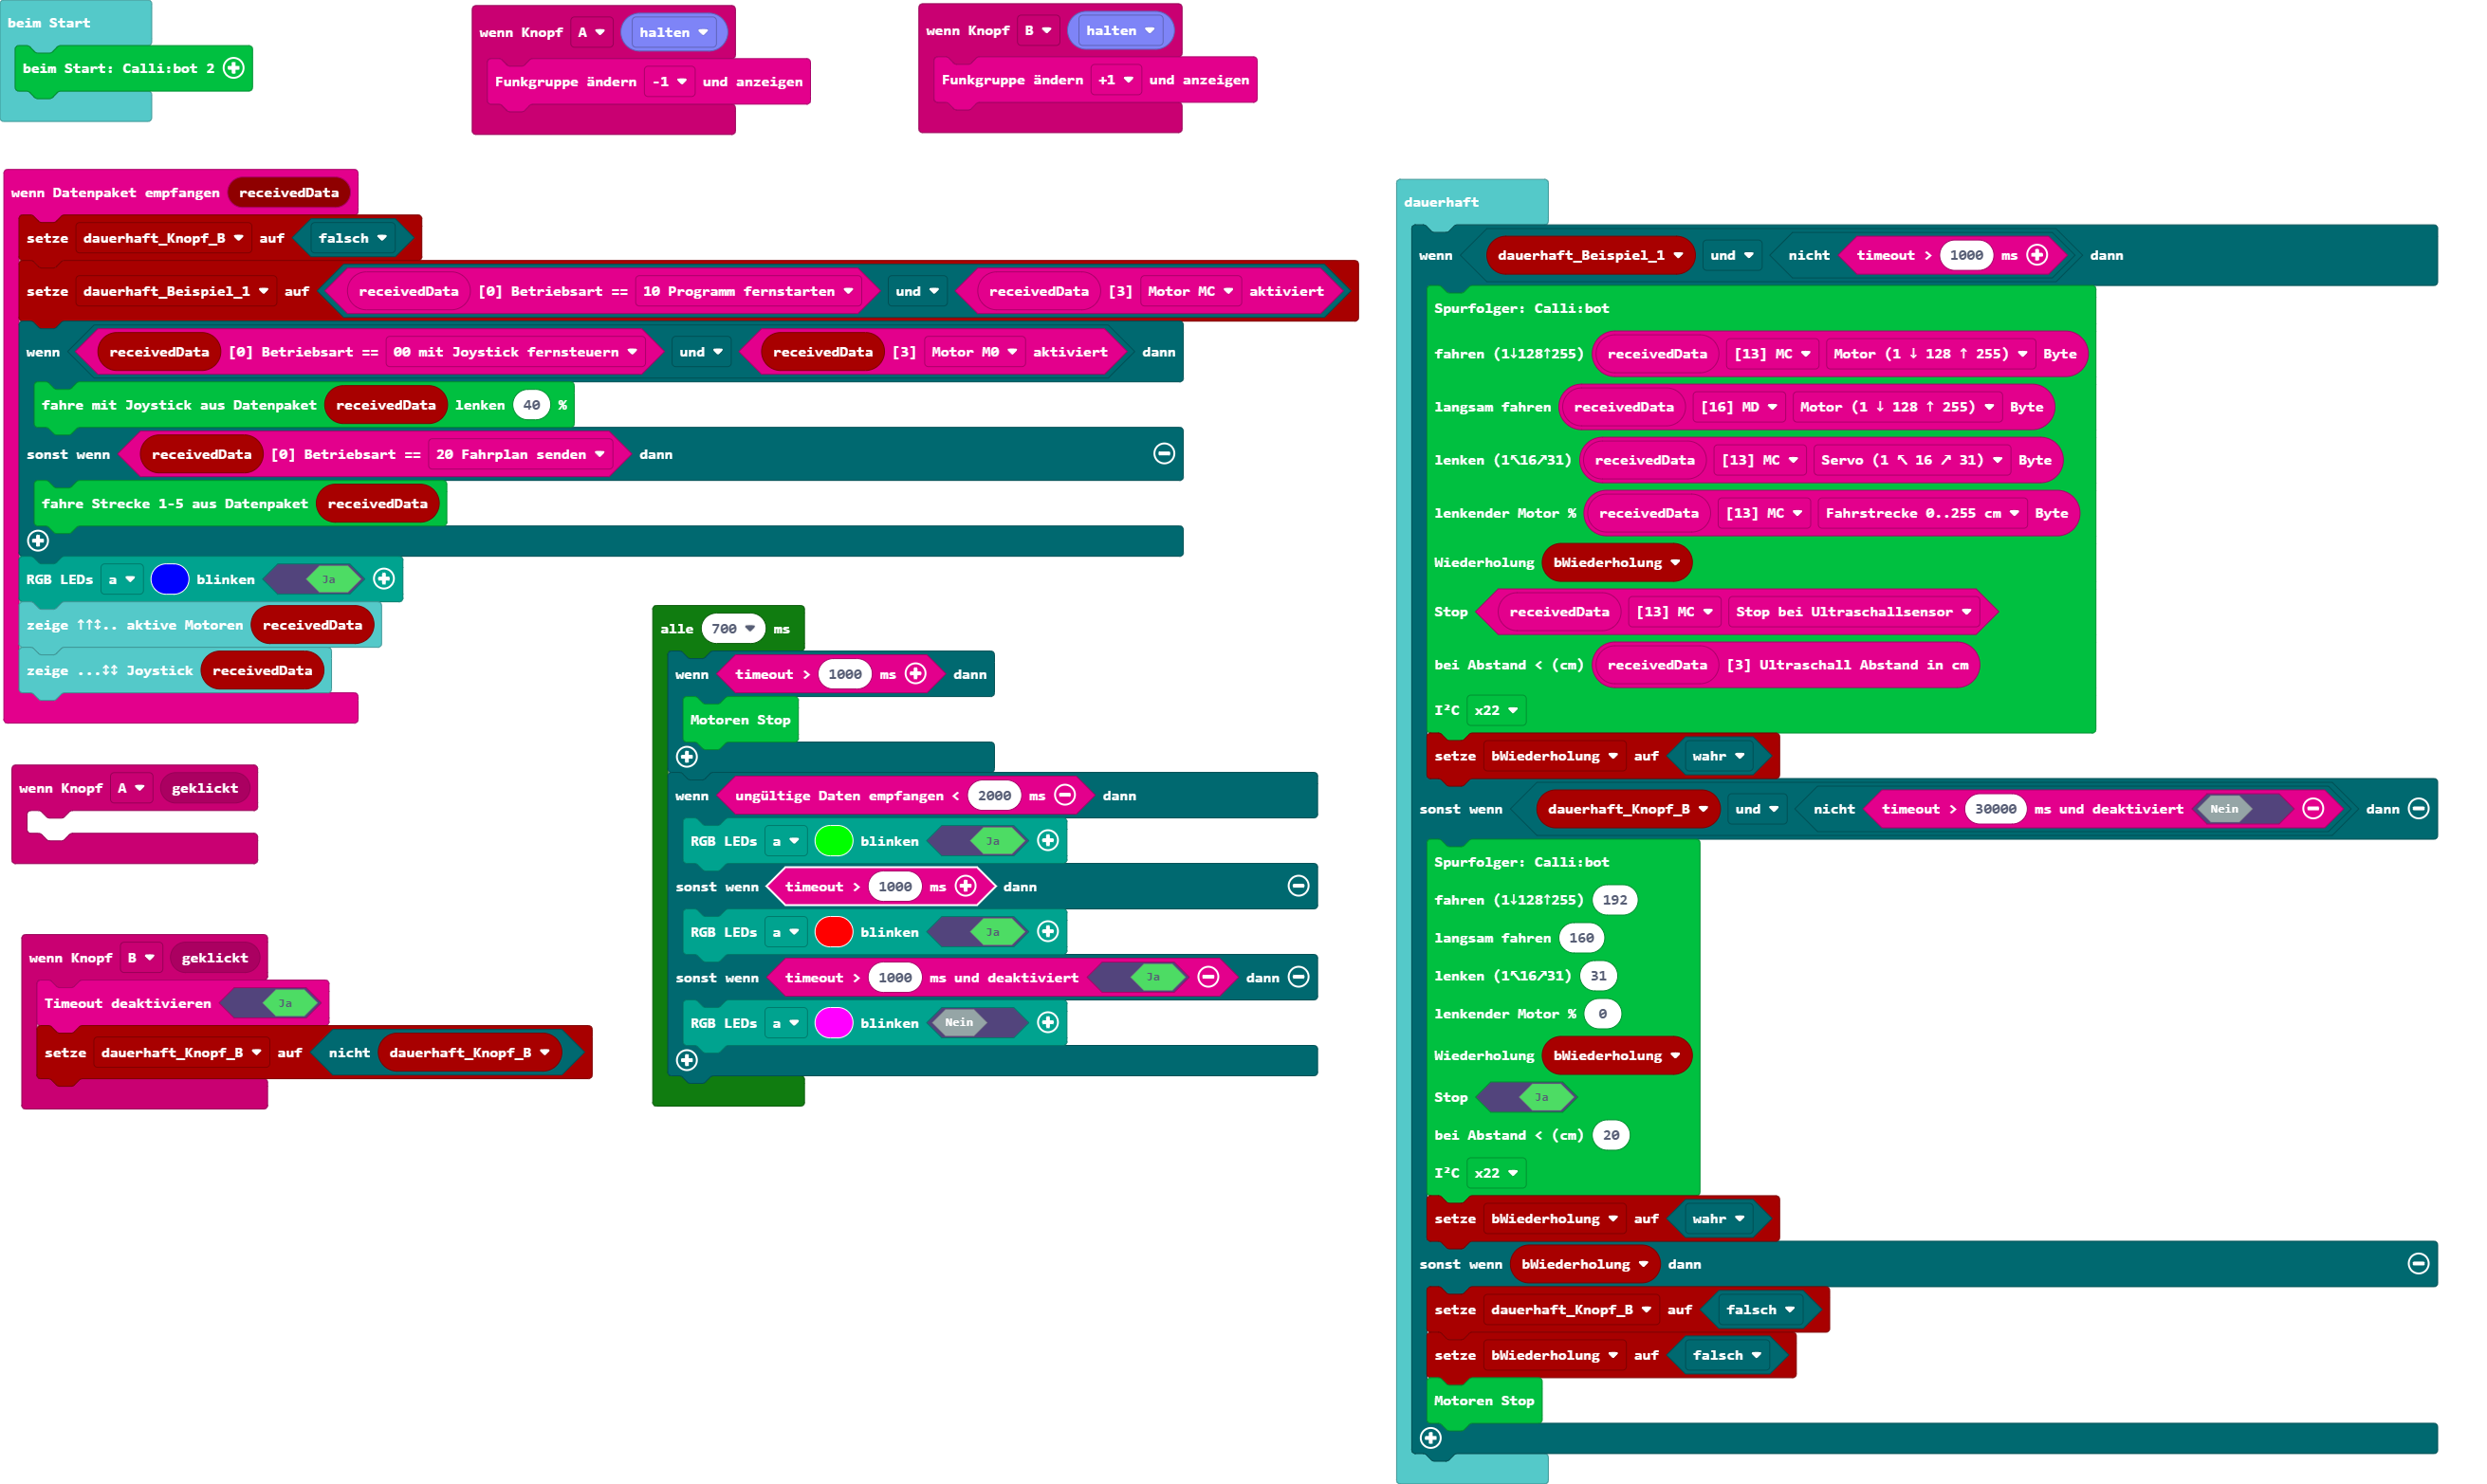 beim Start
beim Start: Calli:bot 2
wenn Knopf A halten
Funkgruppe ändern -1 und anzeigen
wenn Knopf B halten
Funkgruppe ändern +1 und anzeigen
wenn Datenpaket empfangen receivedData
setze dauerhaft_Knopf_B auf falsch
setze dauerhaft_Beispiel_1 auf receivedData [0] Betriebsart == 10 Programm fernstarten und receivedData [3] Motor MC aktiviert
wenn receivedData [0] Betriebsart == 00 mit Joystick fernsteuern und receivedData [3] Motor M0 aktiviert dann
fahre mit Joystick aus Datenpaket receivedData lenken 40 %
sonst wenn receivedData [0] Betriebsart == 20 Fahrplan senden dann
fahre Strecke 1-5 aus Datenpaket receivedData
RGB LEDs a blinken Ja
zeige ↑↑↕.. aktive Motoren receivedData
zeige ...↕↕ Joystick receivedData
wenn Knopf A geklickt
wenn Knopf B geklickt
Timeout deaktivieren Ja
setze dauerhaft_Knopf_B auf nicht dauerhaft_Knopf_B
alle 700 ms
wenn timeout > 1000 ms dann
Motoren Stop
wenn ungültige Daten empfangen < 2000 ms dann
RGB LEDs a blinken Ja
sonst wenn timeout > 1000 ms dann
RGB LEDs a blinken Ja
sonst wenn timeout > 1000 ms und deaktiviert Ja dann
RGB LEDs a blinken Nein
dauerhaft
wenn dauerhaft_Beispiel_1 und nicht timeout > 1000 ms dann
Spurfolger: Calli:bot
fahren (1↓128↑255) receivedData [13] MC Motor (1 ↓ 128 ↑ 255) Byte
langsam fahren receivedData [16] MD Motor (1 ↓ 128 ↑ 255) Byte
lenken (1↖16↗31) receivedData [13] MC Servo (1 ↖ 16 ↗ 31) Byte
lenkender Motor % receivedData [13] MC Fahrstrecke 0..255 cm Byte
Wiederholung bWiederholung
Stop receivedData [13] MC Stop bei Ultraschallsensor
bei Abstand < (cm) receivedData [3] Ultraschall Abstand in cm
I²C x22
setze bWiederholung auf wahr
sonst wenn dauerhaft_Knopf_B und nicht timeout > 30000 ms und deaktiviert Nein dann
Spurfolger: Calli:bot
fahren (1↓128↑255) 192
langsam fahren 160
lenken (1↖16↗31) 31
lenkender Motor % 0
Wiederholung bWiederholung
Stop Ja
bei Abstand < (cm) 20
I²C x22
setze bWiederholung auf wahr
sonst wenn bWiederholung dann
setze dauerhaft_Knopf_B auf falsch
setze bWiederholung auf falsch
Motoren Stop